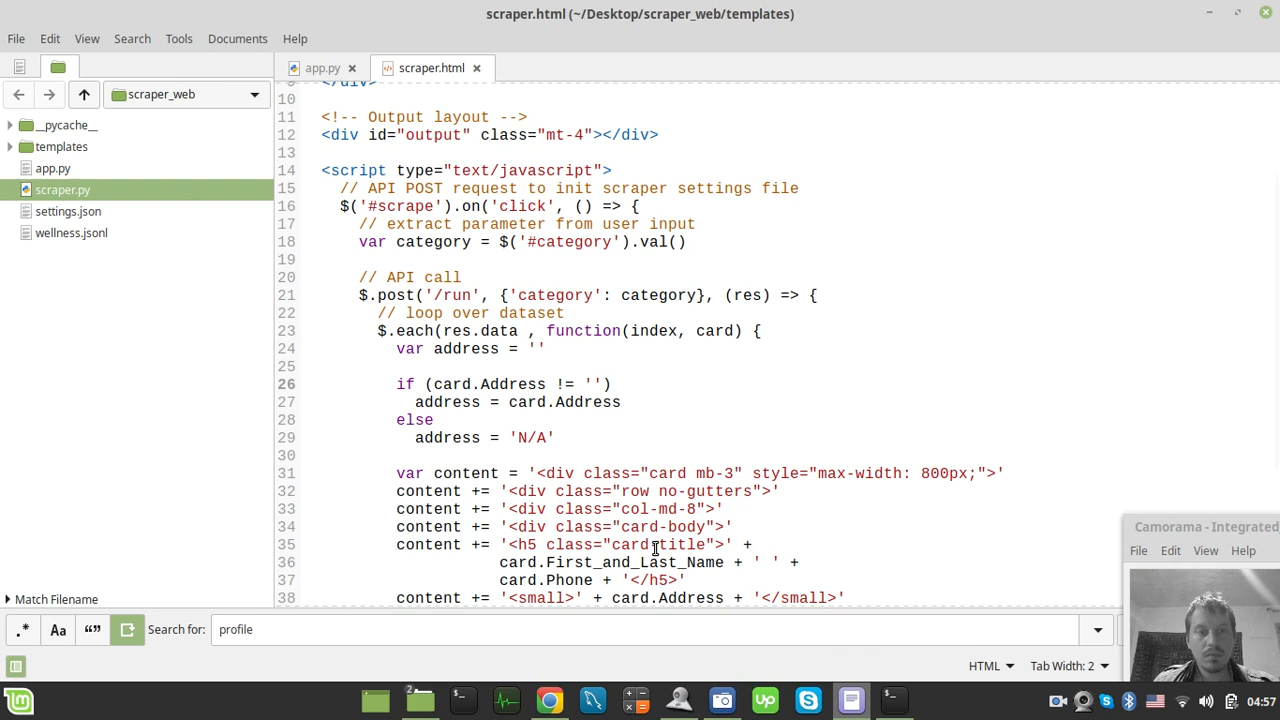 scraper.html (~/Desktop/scraper_web/templates)
File Edit View Search Tools Documents Help
app.py scraper.html
scraper_web
__pycache__
templates
app.py
scraper.py
settings.json
wellness.jsonl
Match Filename
9 </div>
10
11 <!-- Output layout -->
12 <div id="output" class="mt-4"></div>
13
14 <script type="text/javascript">
15 // API POST request to init scraper settings file
16 $('#scrape').on('click', () => {
17 // extract parameter from user input
18 var category = $('#category').val()
19
20 // API call
21 $.post('/run', {'category': category}, (res) => {
22 // loop over dataset
23 $.each(res.data , function(index, card) {
24 var address = ''
25
26 if (card.Address != '')
27 address = card.Address
28 else
29 address = 'N/A'
30
31 var content = '<div class="card mb-3" style="max-width: 800px;">'
32 content += '<div class="row no-gutters">'
33 content += '<div class="col-md-8">'
34 content += '<div class="card-body">'
35 content += '<h5 class="card-title">' +
36 card.First_and_Last_Name + ' ' +
37 card.Phone + '</h5>'
38 content += '<small>' + card.Address + '</small>'
Camorama - Integrated
File Edit View Help
.* Aa “” Search for: profile
HTML Tab Width: 2
2 Up 04:57